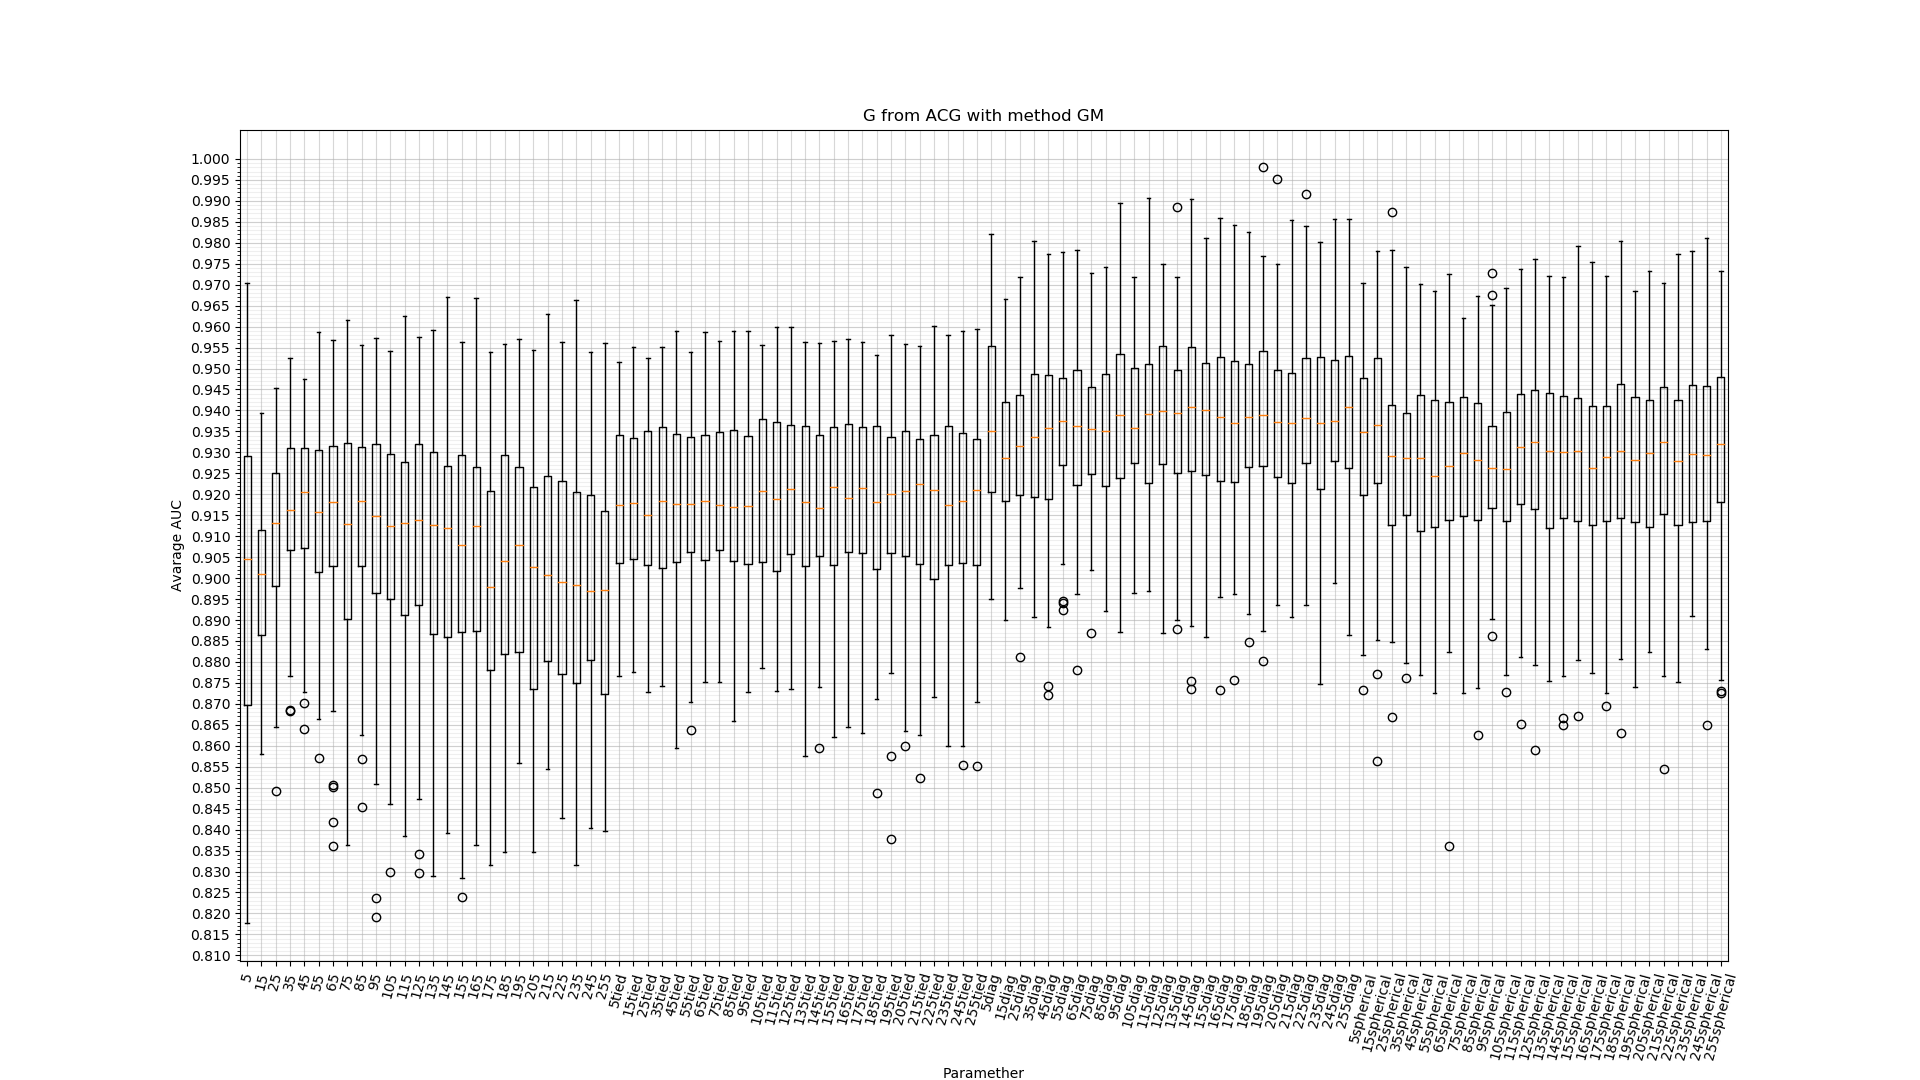 G from ACG with method GM
1.000
0.995
0.990
0.985
0.980
0.975
0.970
0.965
0.960
0.955
0.950
0.945
0.940
0.935
0.930
0.925
0.920
0.915
0.910
0.905
0.900
0.895
0.890
0.885
0.880
0.875
0.870
0.865
0.860
0.855
0.850
0.845
0.840
0.835
0.830
0.825
0.820
0.815
0.810
Avarage AUC
5
15
25
35
45
55
65
75
85
95
105
115
125
135
145
155
165
175
185
195
205
215
225
235
245
255
5tied
15tied
25tied
35tied
45tied
55tied
65tied
75tied
85tied
95tied
105tied
115tied
125tied
135tied
145tied
155tied
165tied
175tied
185tied
195tied
205tied
215tied
225tied
235tied
245tied
255tied
5diag
15diag
25diag
35diag
45diag
55diag
65diag
75diag
85diag
95diag
105diag
115diag
125diag
135diag
145diag
155diag
165diag
175diag
185diag
195diag
205diag
215diag
225diag
235diag
245diag
255diag
5spherical
15spherical
25spherical
35spherical
45spherical
55spherical
65spherical
75spherical
85spherical
95spherical
105spherical
115spherical
125spherical
135spherical
145spherical
155spherical
165spherical
175spherical
185spherical
195spherical
205spherical
215spherical
225spherical
235spherical
245spherical
255spherical
Paramether